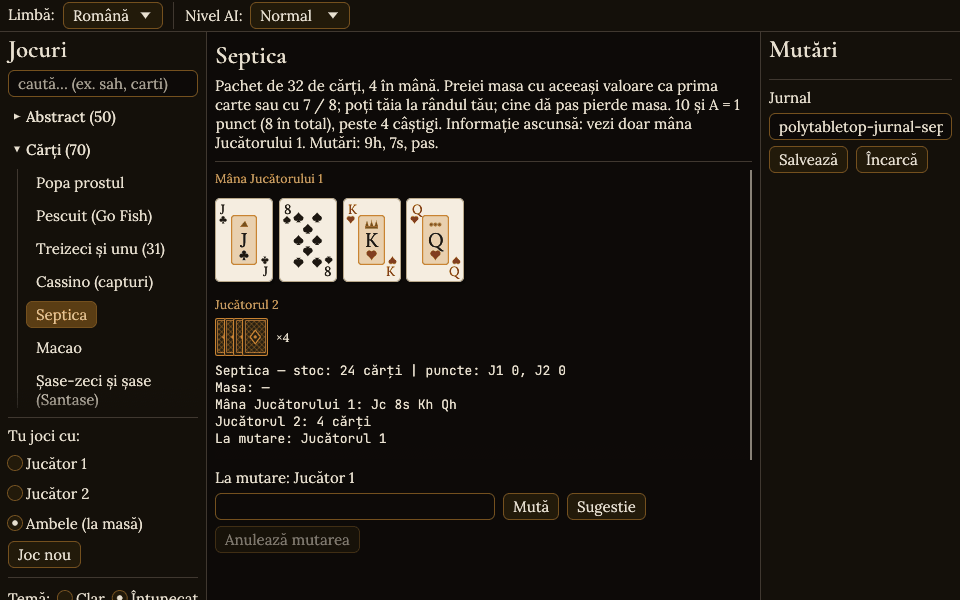 Limbă: Română ▼ Nivel AI: Normal ▼
Jocuri
caută... (ex. sah, carti)
▸ Abstract (50)
▾ Cărți (70)
Popa prostul
Pescuit (Go Fish)
Treizeci și unu (31)
Cassino (capturi)
Septica
Macao
Șase-zeci și șase
(Santase)
Tu joci cu:
Jucător 1
Jucător 2
Ambele (la masă)
Joc nou
Temă: Clar Întunecat
Septica
Pachet de 32 de cărți, 4 în mână. Preiei masa cu aceeași valoare ca prima
carte sau cu 7 / 8; poți tăia la rândul tău; cine dă pas pierde masa. 10 și A = 1
punct (8 în total), peste 4 câștigi. Informație ascunsă: vezi doar mâna
Jucătorului 1. Mutări: 9h, 7s, pas.
Mâna Jucătorului 1
J♣ J J♣
8♠ 8♠
K♥ K K♥
Q♥ Q Q♥
Jucătorul 2
×4
Septica — stoc: 24 cărți | puncte: J1 0, J2 0
Masa: —
Mâna Jucătorului 1: Jc 8s Kh Qh
Jucătorul 2: 4 cărți
La mutare: Jucătorul 1
La mutare: Jucător 1
Mută Sugestie
Anulează mutarea
Mutări
Jurnal
polytabletop-jurnal-sep
Salvează Încarcă